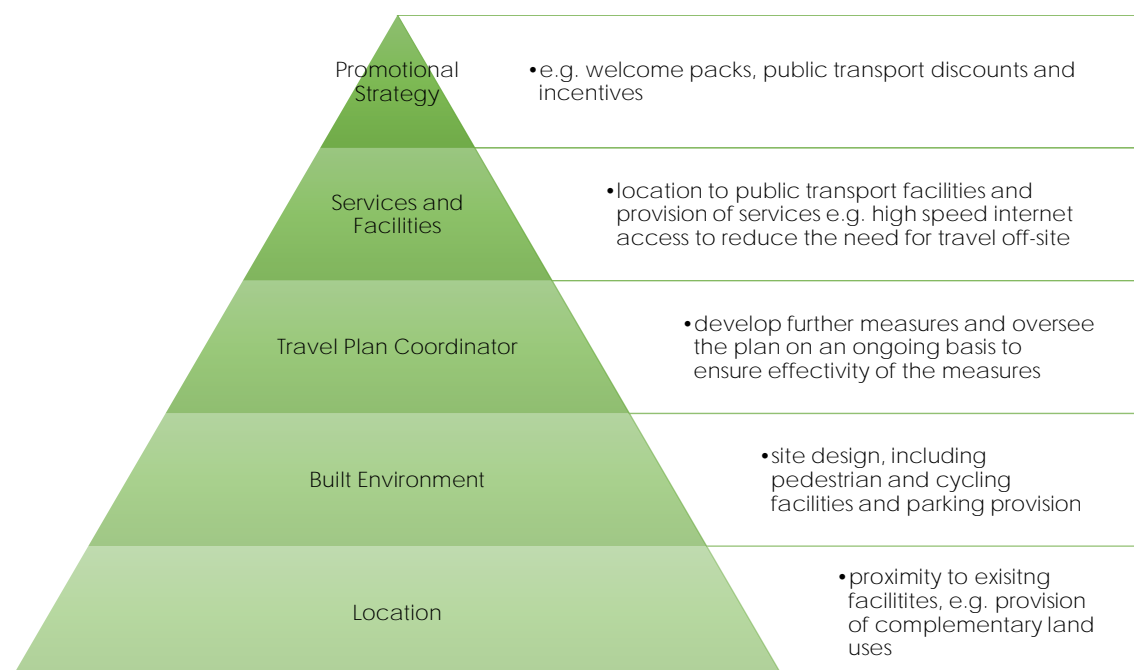 Promotional
Strategy
•e.g. welcome packs, public transport discounts and
incentives
Services and
Facilities
•location to public transport facilities and
provision of services e.g. high speed internet
access to reduce the need for travel off-site
Travel Plan Coordinator
•develop further measures and oversee
the plan on an ongoing basis to
ensure effectivity of the measures
Built Environment
•site design, including
pedestrian and cycling
facilities and parking provision
Location
•proximity to exisitng
facilitites, e.g. provision
of complementary land
uses